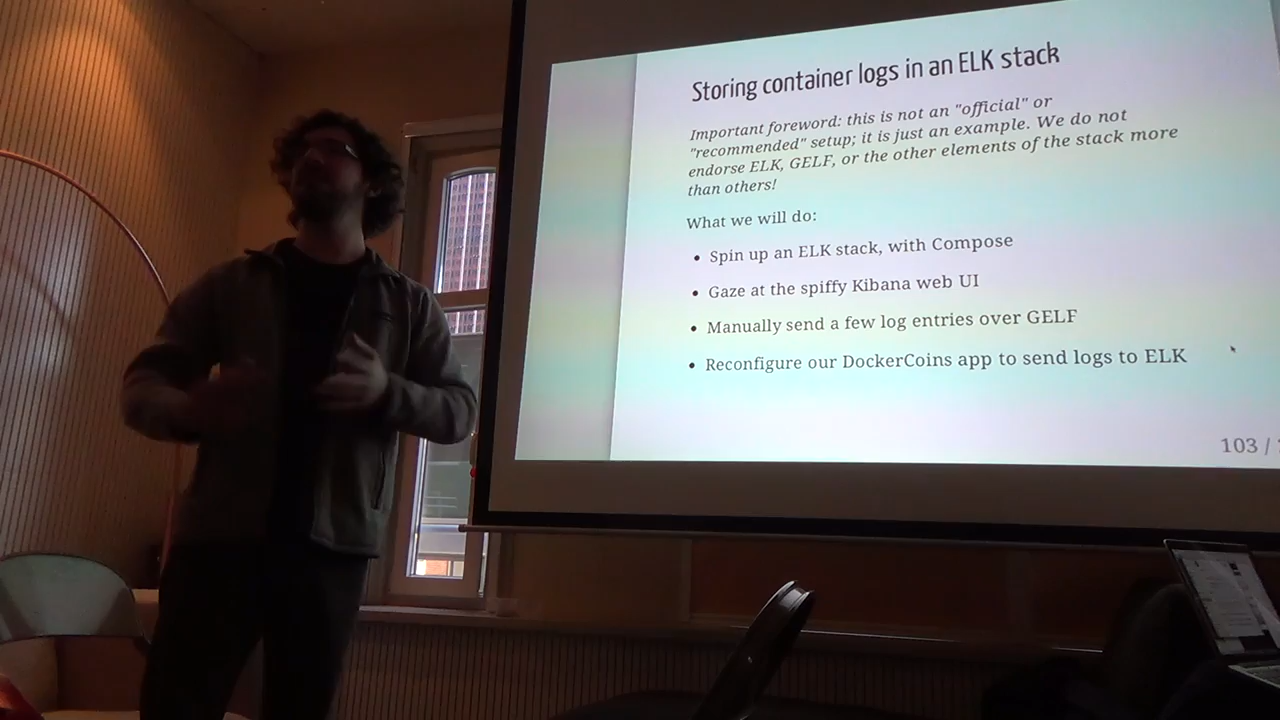 Storing container logs in an ELK stack
Important foreword: this is not an "official" or
"recommended" setup; it is just an example. We do not
endorse ELK, GELF, or the other elements of the stack more
than others!
What we will do:
• Spin up an ELK stack, with Compose
• Gaze at the spiffy Kibana web UI
• Manually send a few log entries over GELF
• Reconfigure our DockerCoins app to send logs to ELK
103 /